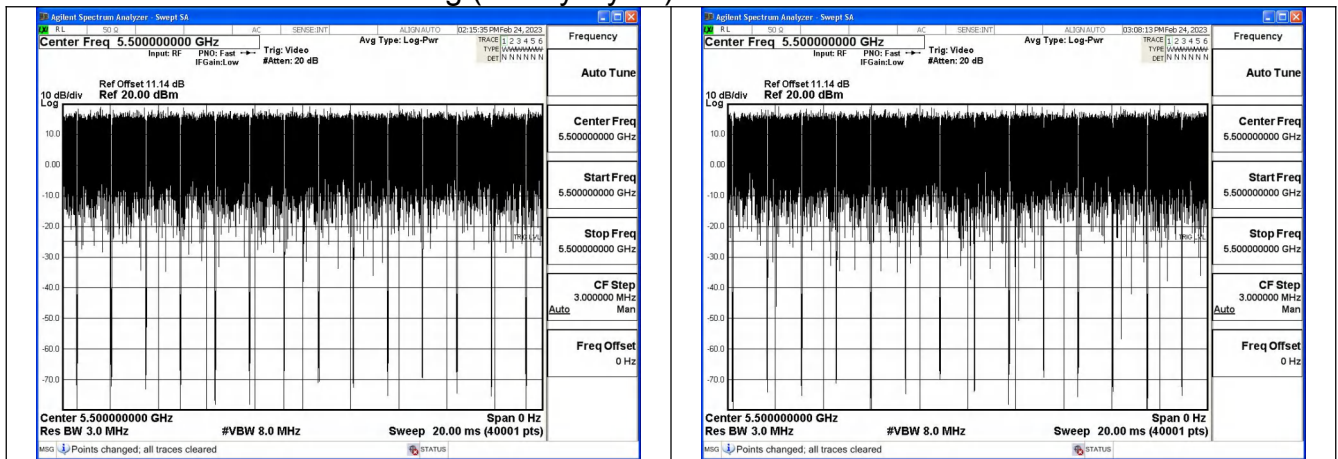 Agilent Spectrum Analyzer - Swept SA
RL 50 Ω AC SENSE:INT ALIGN AUTO 02:15:35 PM Feb 24, 2023
Center Freq 5.500000000 GHz
Input: RF PNO: Fast IFGain:Low
Trig: Video #Atten: 20 dB
Avg Type: Log-Pwr
TRACE 1 2 3 4 5 6
TYPE
DET N N N N N N
Ref Offset 11.14 dB
10 dB/div Ref 20.00 dBm
Log
10.0
0.00
-10.0
-20.0
-30.0
-40.0
-50.0
-60.0
-70.0
TRIG LVL
Center 5.500000000 GHz Span 0 Hz
Res BW 3.0 MHz #VBW 8.0 MHz Sweep 20.00 ms (40001 pts)
MSG Points changed; all traces cleared STATUS
Frequency
Auto Tune
Center Freq
5.500000000 GHz
Start Freq
5.500000000 GHz
Stop Freq
5.500000000 GHz
CF Step
3.000000 MHz
Auto Man
Freq Offset
0 Hz
Agilent Spectrum Analyzer - Swept SA
RL 50 Ω AC SENSE:INT ALIGN AUTO 03:08:13 PM Feb 24, 2023
Center Freq 5.500000000 GHz
Input: RF PNO: Fast IFGain:Low
Trig: Video #Atten: 20 dB
Avg Type: Log-Pwr
TRACE 1 2 3 4 5 6
TYPE
DET N N N N N N
Ref Offset 11.14 dB
10 dB/div Ref 20.00 dBm
Log
10.0
0.00
-10.0
-20.0
-30.0
-40.0
-50.0
-60.0
-70.0
TRIG LVL
Center 5.500000000 GHz Span 0 Hz
Res BW 3.0 MHz #VBW 8.0 MHz Sweep 20.00 ms (40001 pts)
MSG Points changed; all traces cleared STATUS
Frequency
Auto Tune
Center Freq
5.500000000 GHz
Start Freq
5.500000000 GHz
Stop Freq
5.500000000 GHz
CF Step
3.000000 MHz
Auto Man
Freq Offset
0 Hz